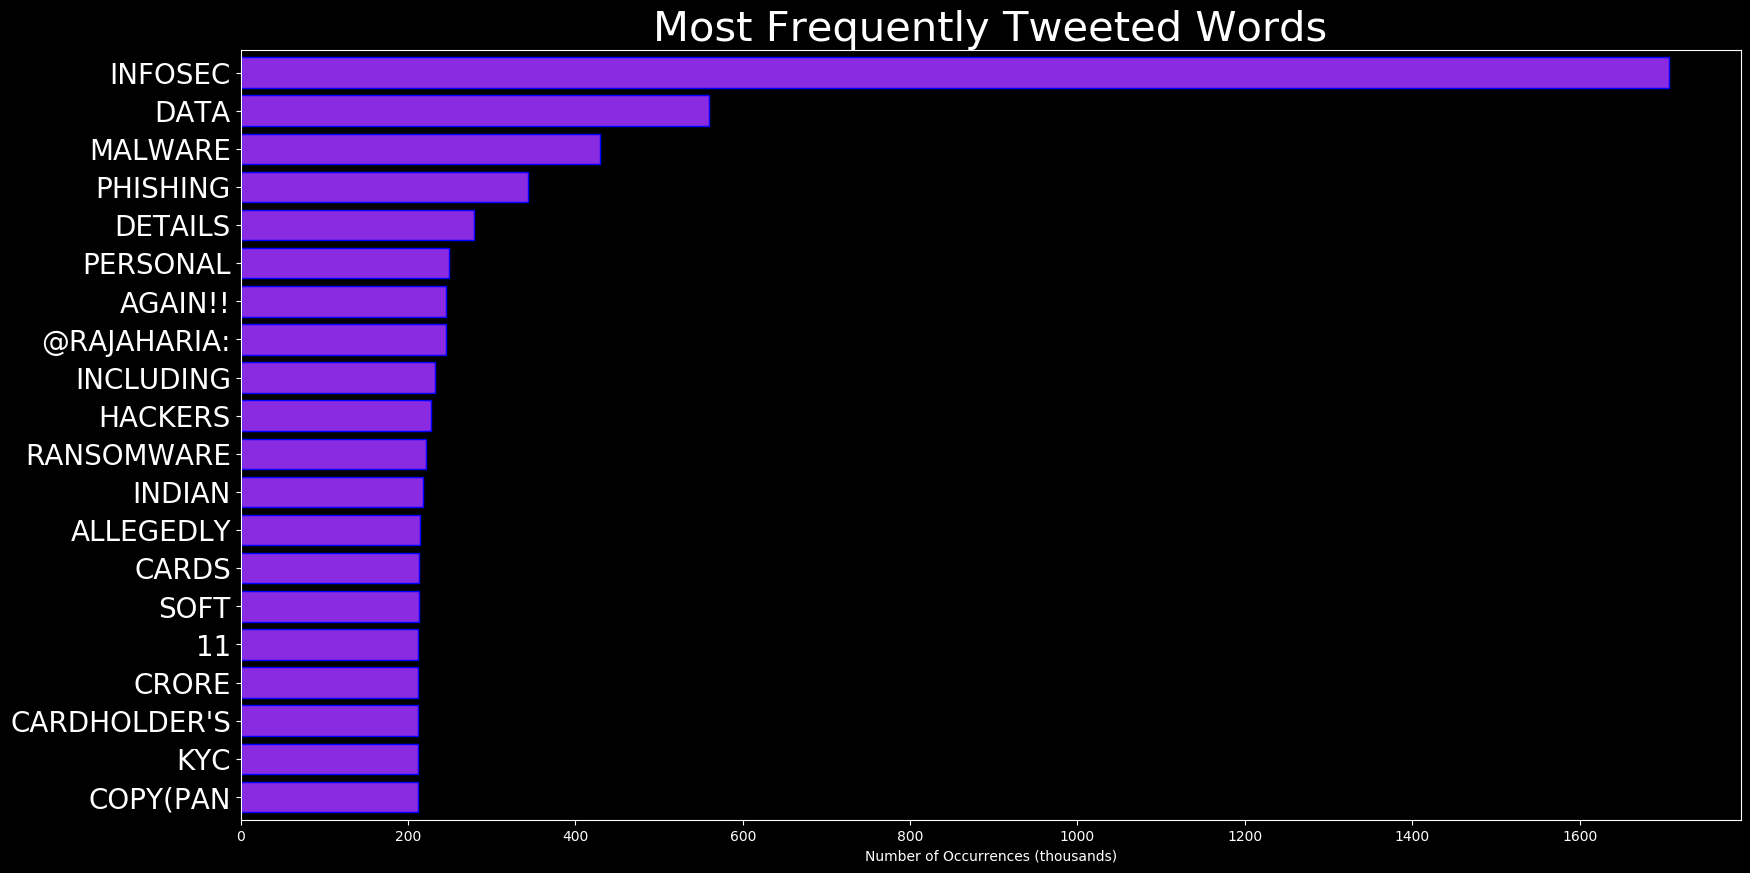 Most Frequently Tweeted Words
INFOSEC
DATA
MALWARE
PHISHING
DETAILS
PERSONAL
AGAIN!!
@RAJAHARIA:
INCLUDING
HACKERS
RANSOMWARE
INDIAN
ALLEGEDLY
CARDS
SOFT
11
CRORE
CARDHOLDER'S
KYC
COPY(PAN
0 200 400 600 800 1000 1200 1400 1600
Number of Occurrences (thousands)